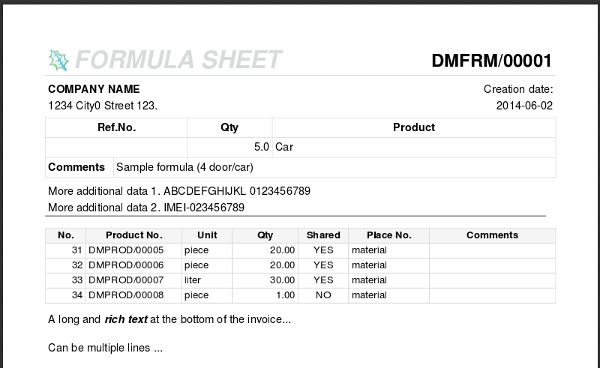 FORMULA SHEET DMFRM/00001
COMPANY NAME Creation date:
1234 City0 Street 123. 2014-06-02
Ref.No. Qty Product
5.0 Car
Comments Sample formula (4 door/car)
More additional data 1. ABCDEFGHIJKL 0123456789
More additional data 2. IMEI-023456789
No. Product No. Unit Qty Shared Place No. Comments
31 DMPROD/00005 piece 20.00 YES material
32 DMPROD/00006 piece 20.00 YES material
33 DMPROD/00007 liter 30.00 YES material
34 DMPROD/00008 piece 1.00 NO material
A long and rich text at the bottom of the invoice...
Can be multiple lines ...